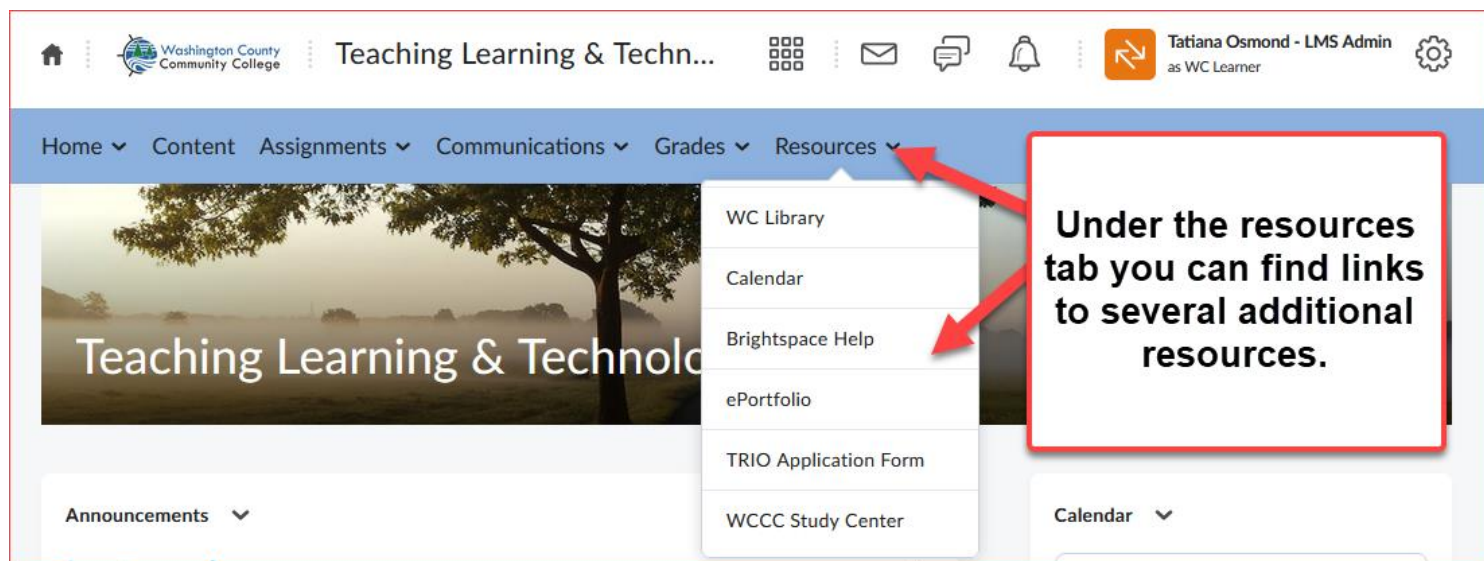 Washington County
Community College
Teaching Learning & Techn...
Tatiana Osmond - LMS Admin
as WC Learner
Home Content Assignments Communications Grades Resources
WC Library
Calendar
Brightspace Help
ePortfolio
TRIO Application Form
WCCC Study Center
Under the resources
tab you can find links
to several additional
resources.
Teaching Learning & Technolo
Announcements
Calendar